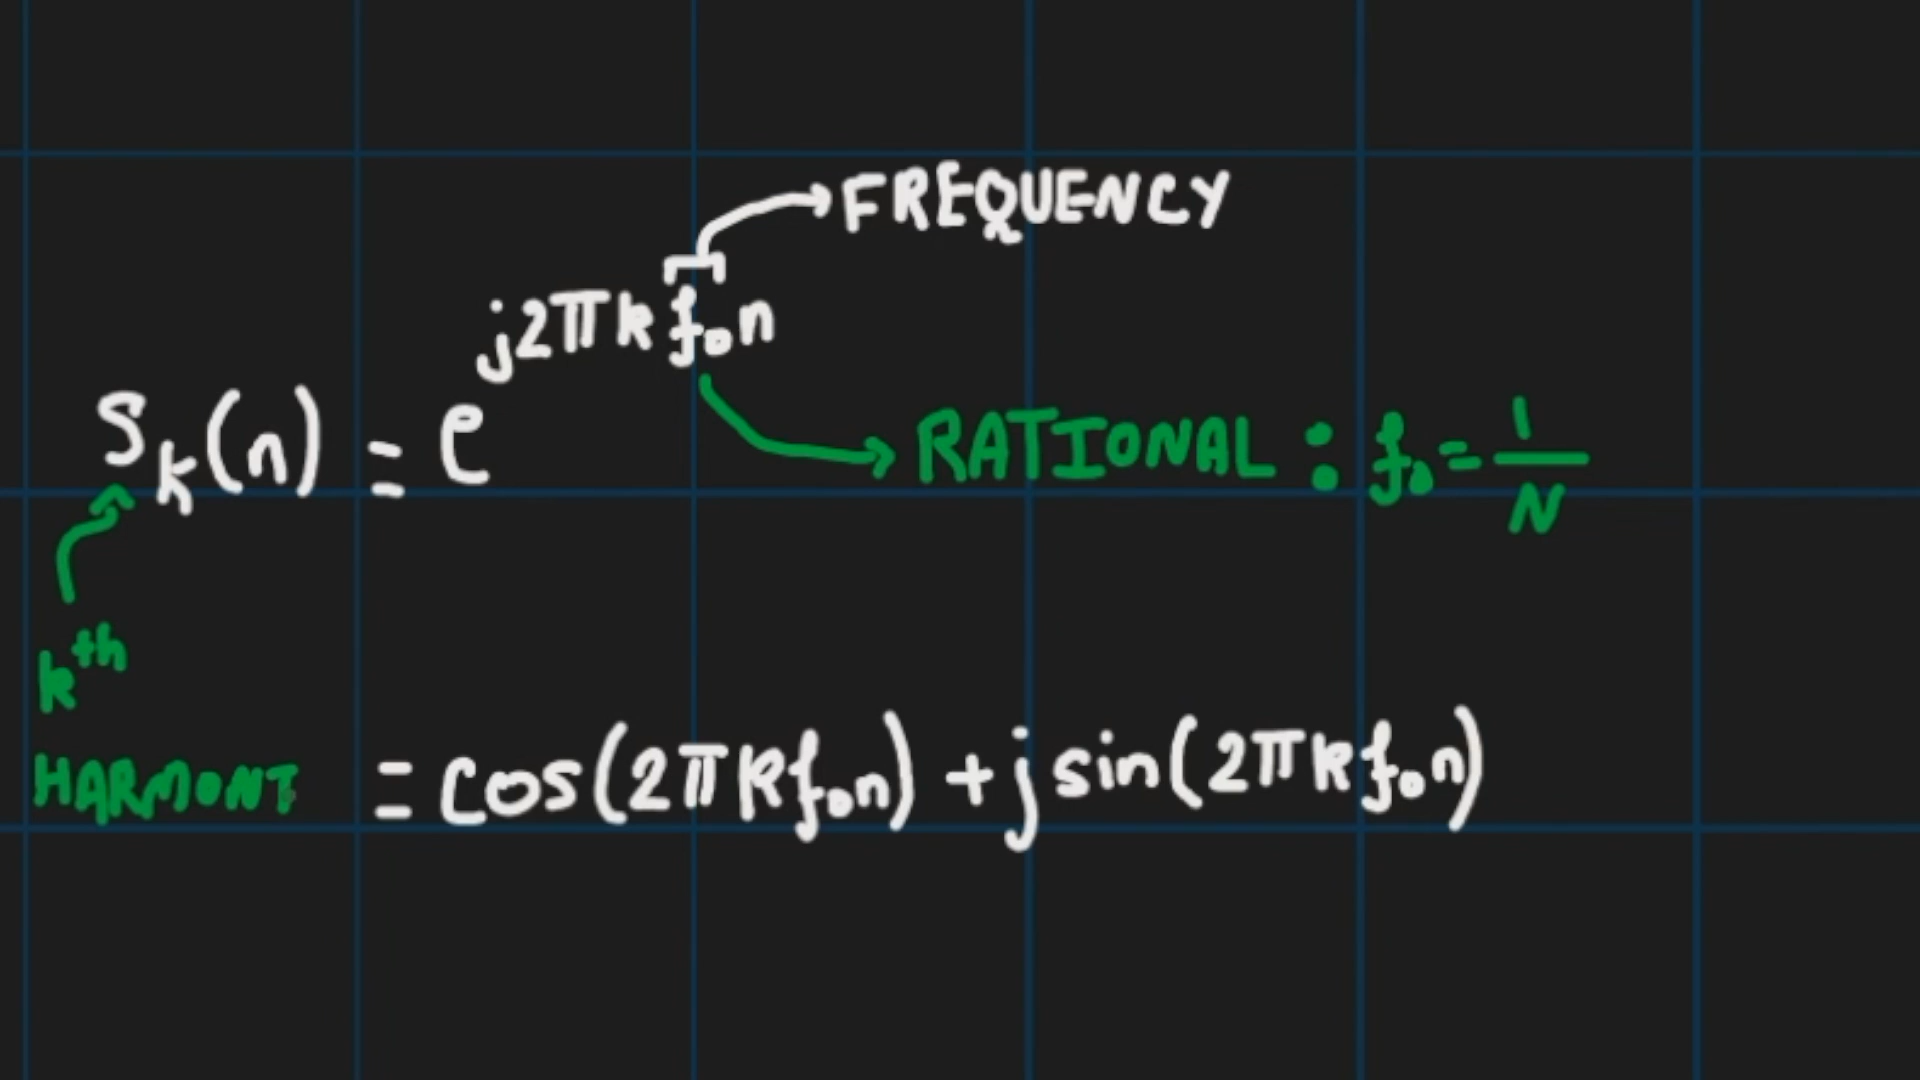 → FREQUENCY
S_k(n) = e^{j2πkf₀n}
→ RATIONAL : f₀ = 1/N
k^th
HARMONI
= cos(2πkf₀n) + j sin(2πkf₀n)